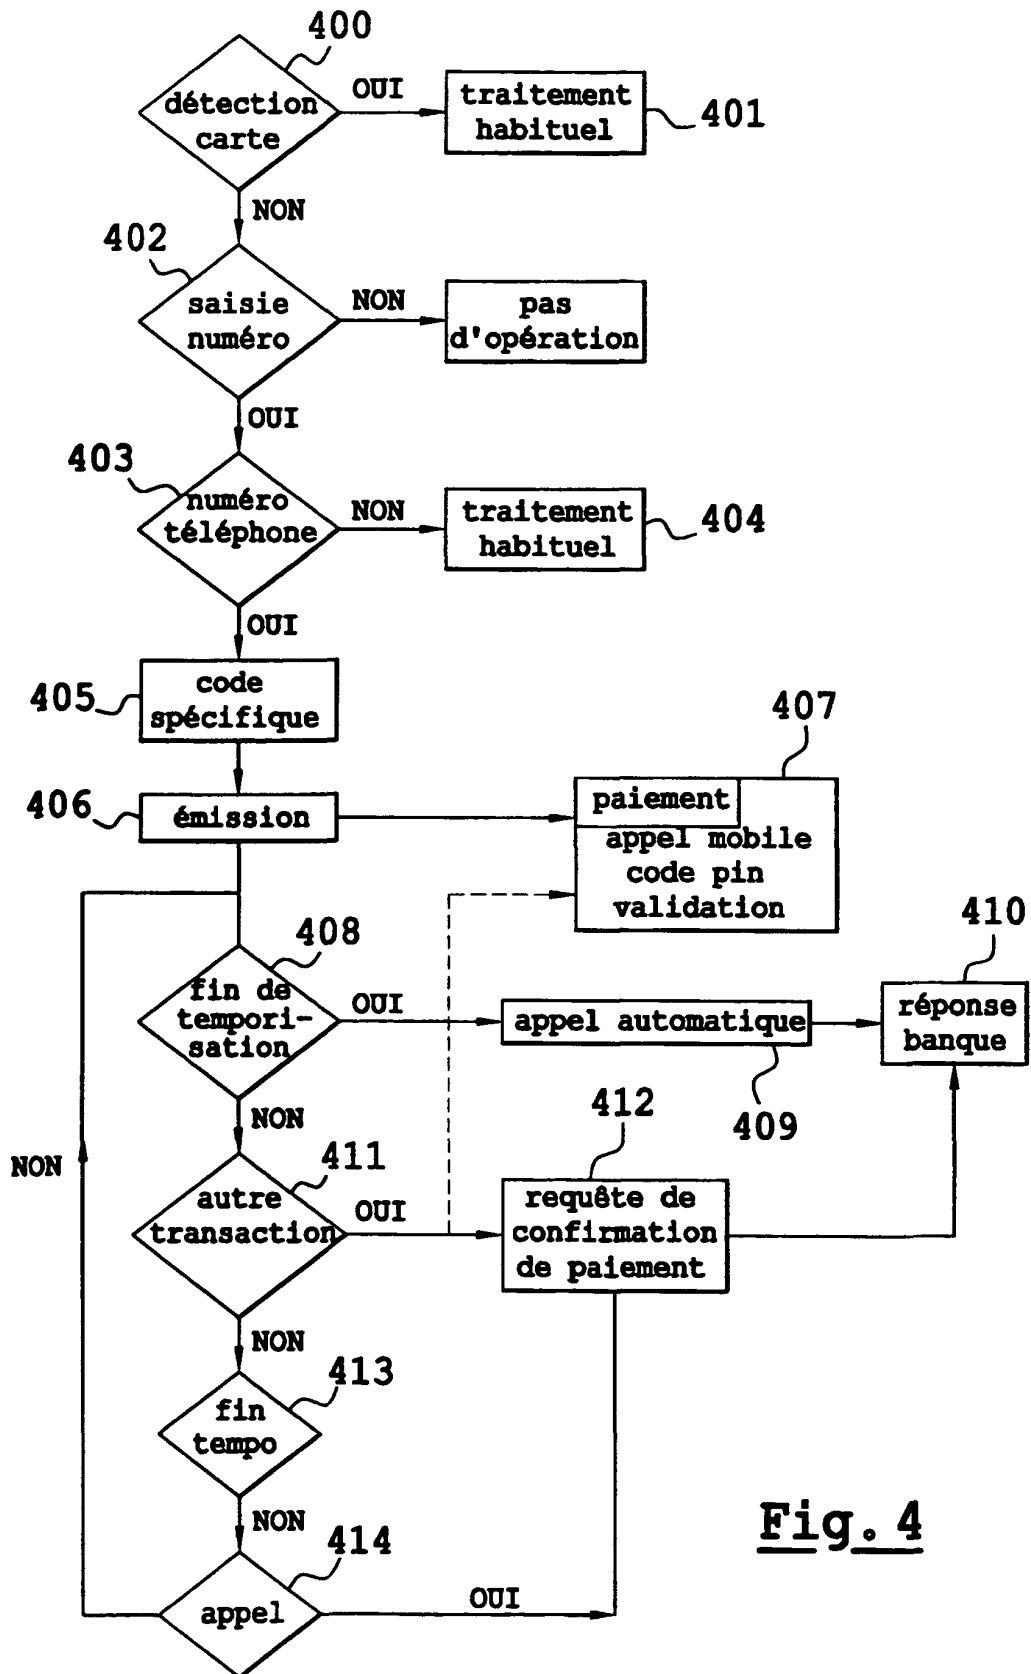 400
détection
carte
OUI
traitement
habituel
401
NON
402
saisie
numéro
NON
pas
d'opération
OUI
403
numéro
téléphone
NON
traitement
habituel
404
OUI
405
code
spécifique
406
émission
407
paiement
appel mobile
code pin
validation
408
fin de
tempori-
sation
OUI
appel automatique
409
410
réponse
banque
NON
NON
411
autre
transaction
OUI
412
requête de
confirmation
de paiement
NON
413
fin
tempo
NON
414
appel
OUI
Fig. 4